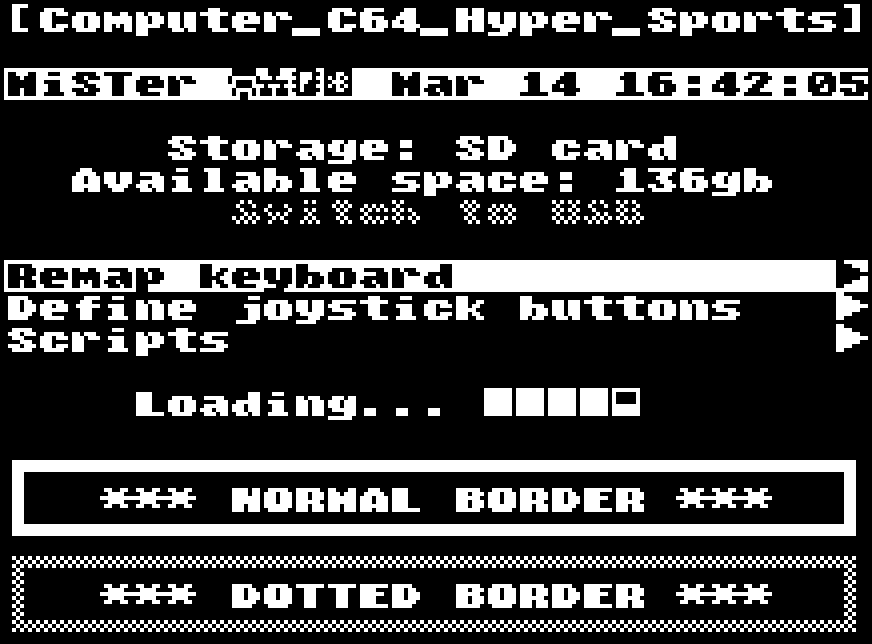 [Computer_C64_Hyper_Sports]
MiSTer Mar 14 16:42:05
Storage: SD card
Available space: 136gb
Switch to USB
Remap keyboard
Define joystick buttons
Scripts
Loading...
*** NORMAL BORDER ***
*** DOTTED BORDER ***